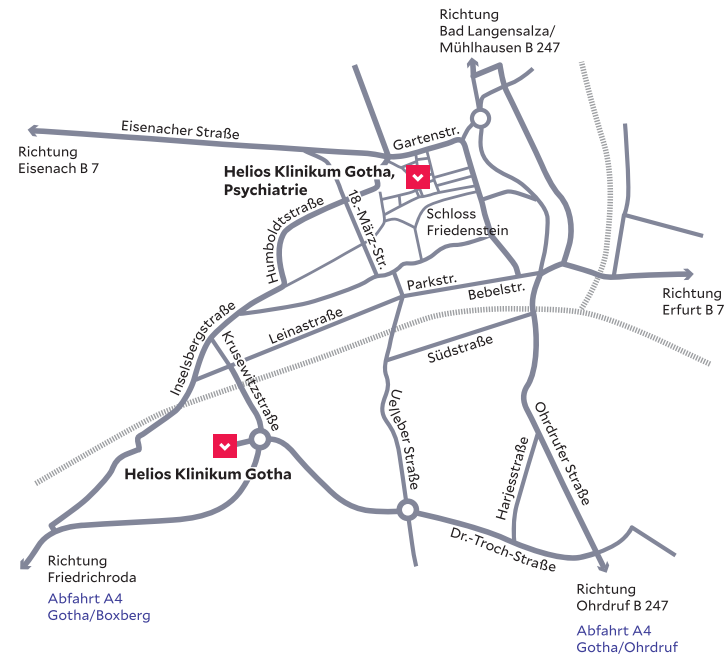 Richtung
Bad Langensalza/
Mühlhausen B 247
Eisenacher Straße
Gartenstr.
Richtung
Eisenach B 7
Helios Klinikum Gotha,
Psychiatrie
Humboldtstraße
18.-März-Str.
Schloss
Friedenstein
Parkstr.
Bebelstr.
Richtung
Erfurt B 7
Inselsbergstraße
Leinastraße
Krusewitzstraße
Südstraße
Uelleber Straße
Ohrdrufer Straße
Harjesstraße
Helios Klinikum Gotha
Dr.-Troch-Straße
Richtung
Friedrichroda
Abfahrt A4
Gotha/Boxberg
Richtung
Ohrdruf B 247
Abfahrt A4
Gotha/Ohrdruf